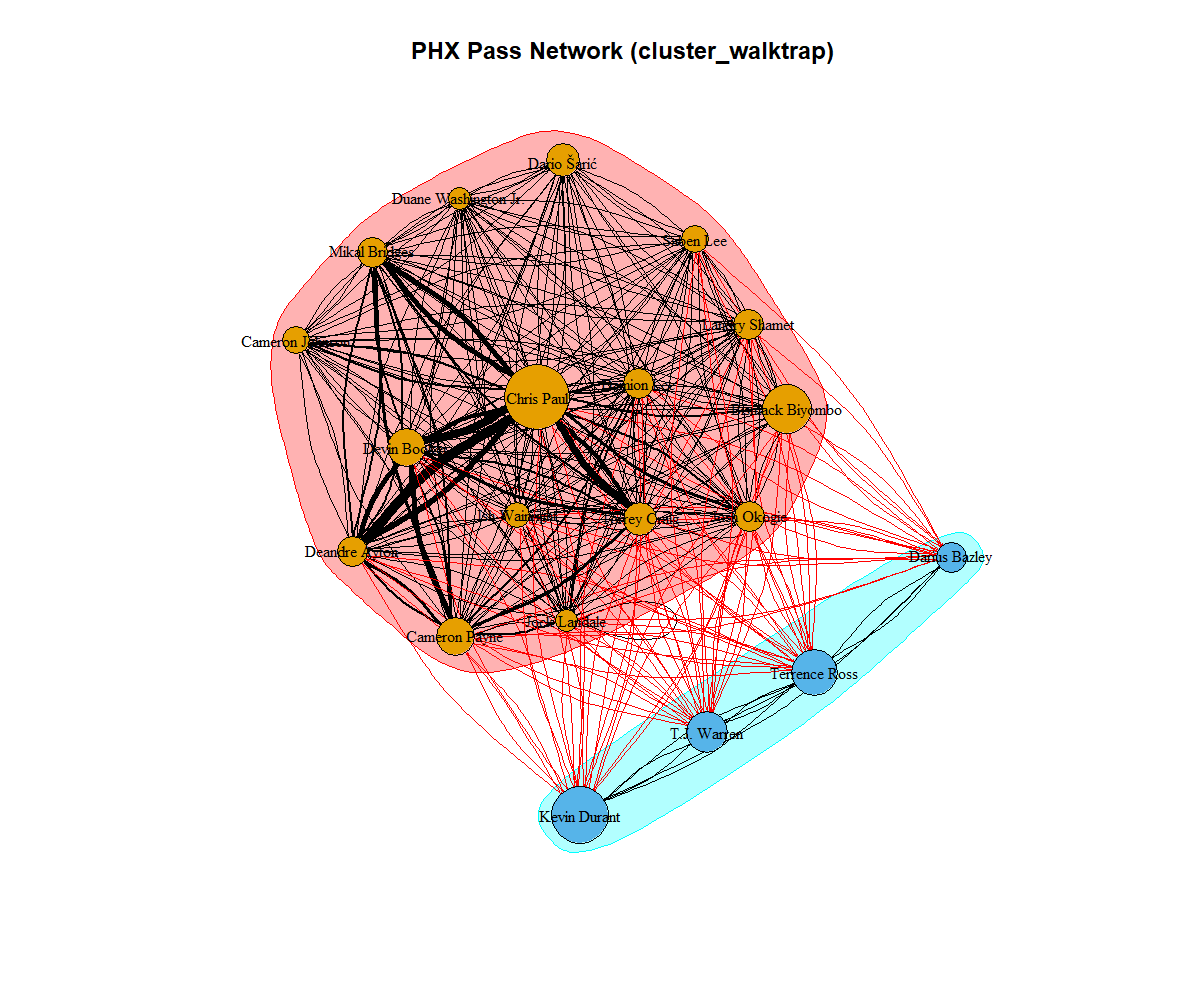 PHX Pass Network (cluster_walktrap)
Dario Šarić
Duane Washington Jr.
Saben Lee
Mikal Bridges
Landry Shamet
Cameron Johnson
Damion
Chris Paul
Bismack Biyombo
Devin Booker
Ish Wainright
Torrey Craig
Josh Okogie
Deandre Ayton
Darius Bazley
Jock Landale
Cameron Payne
Terrence Ross
T.J. Warren
Kevin Durant